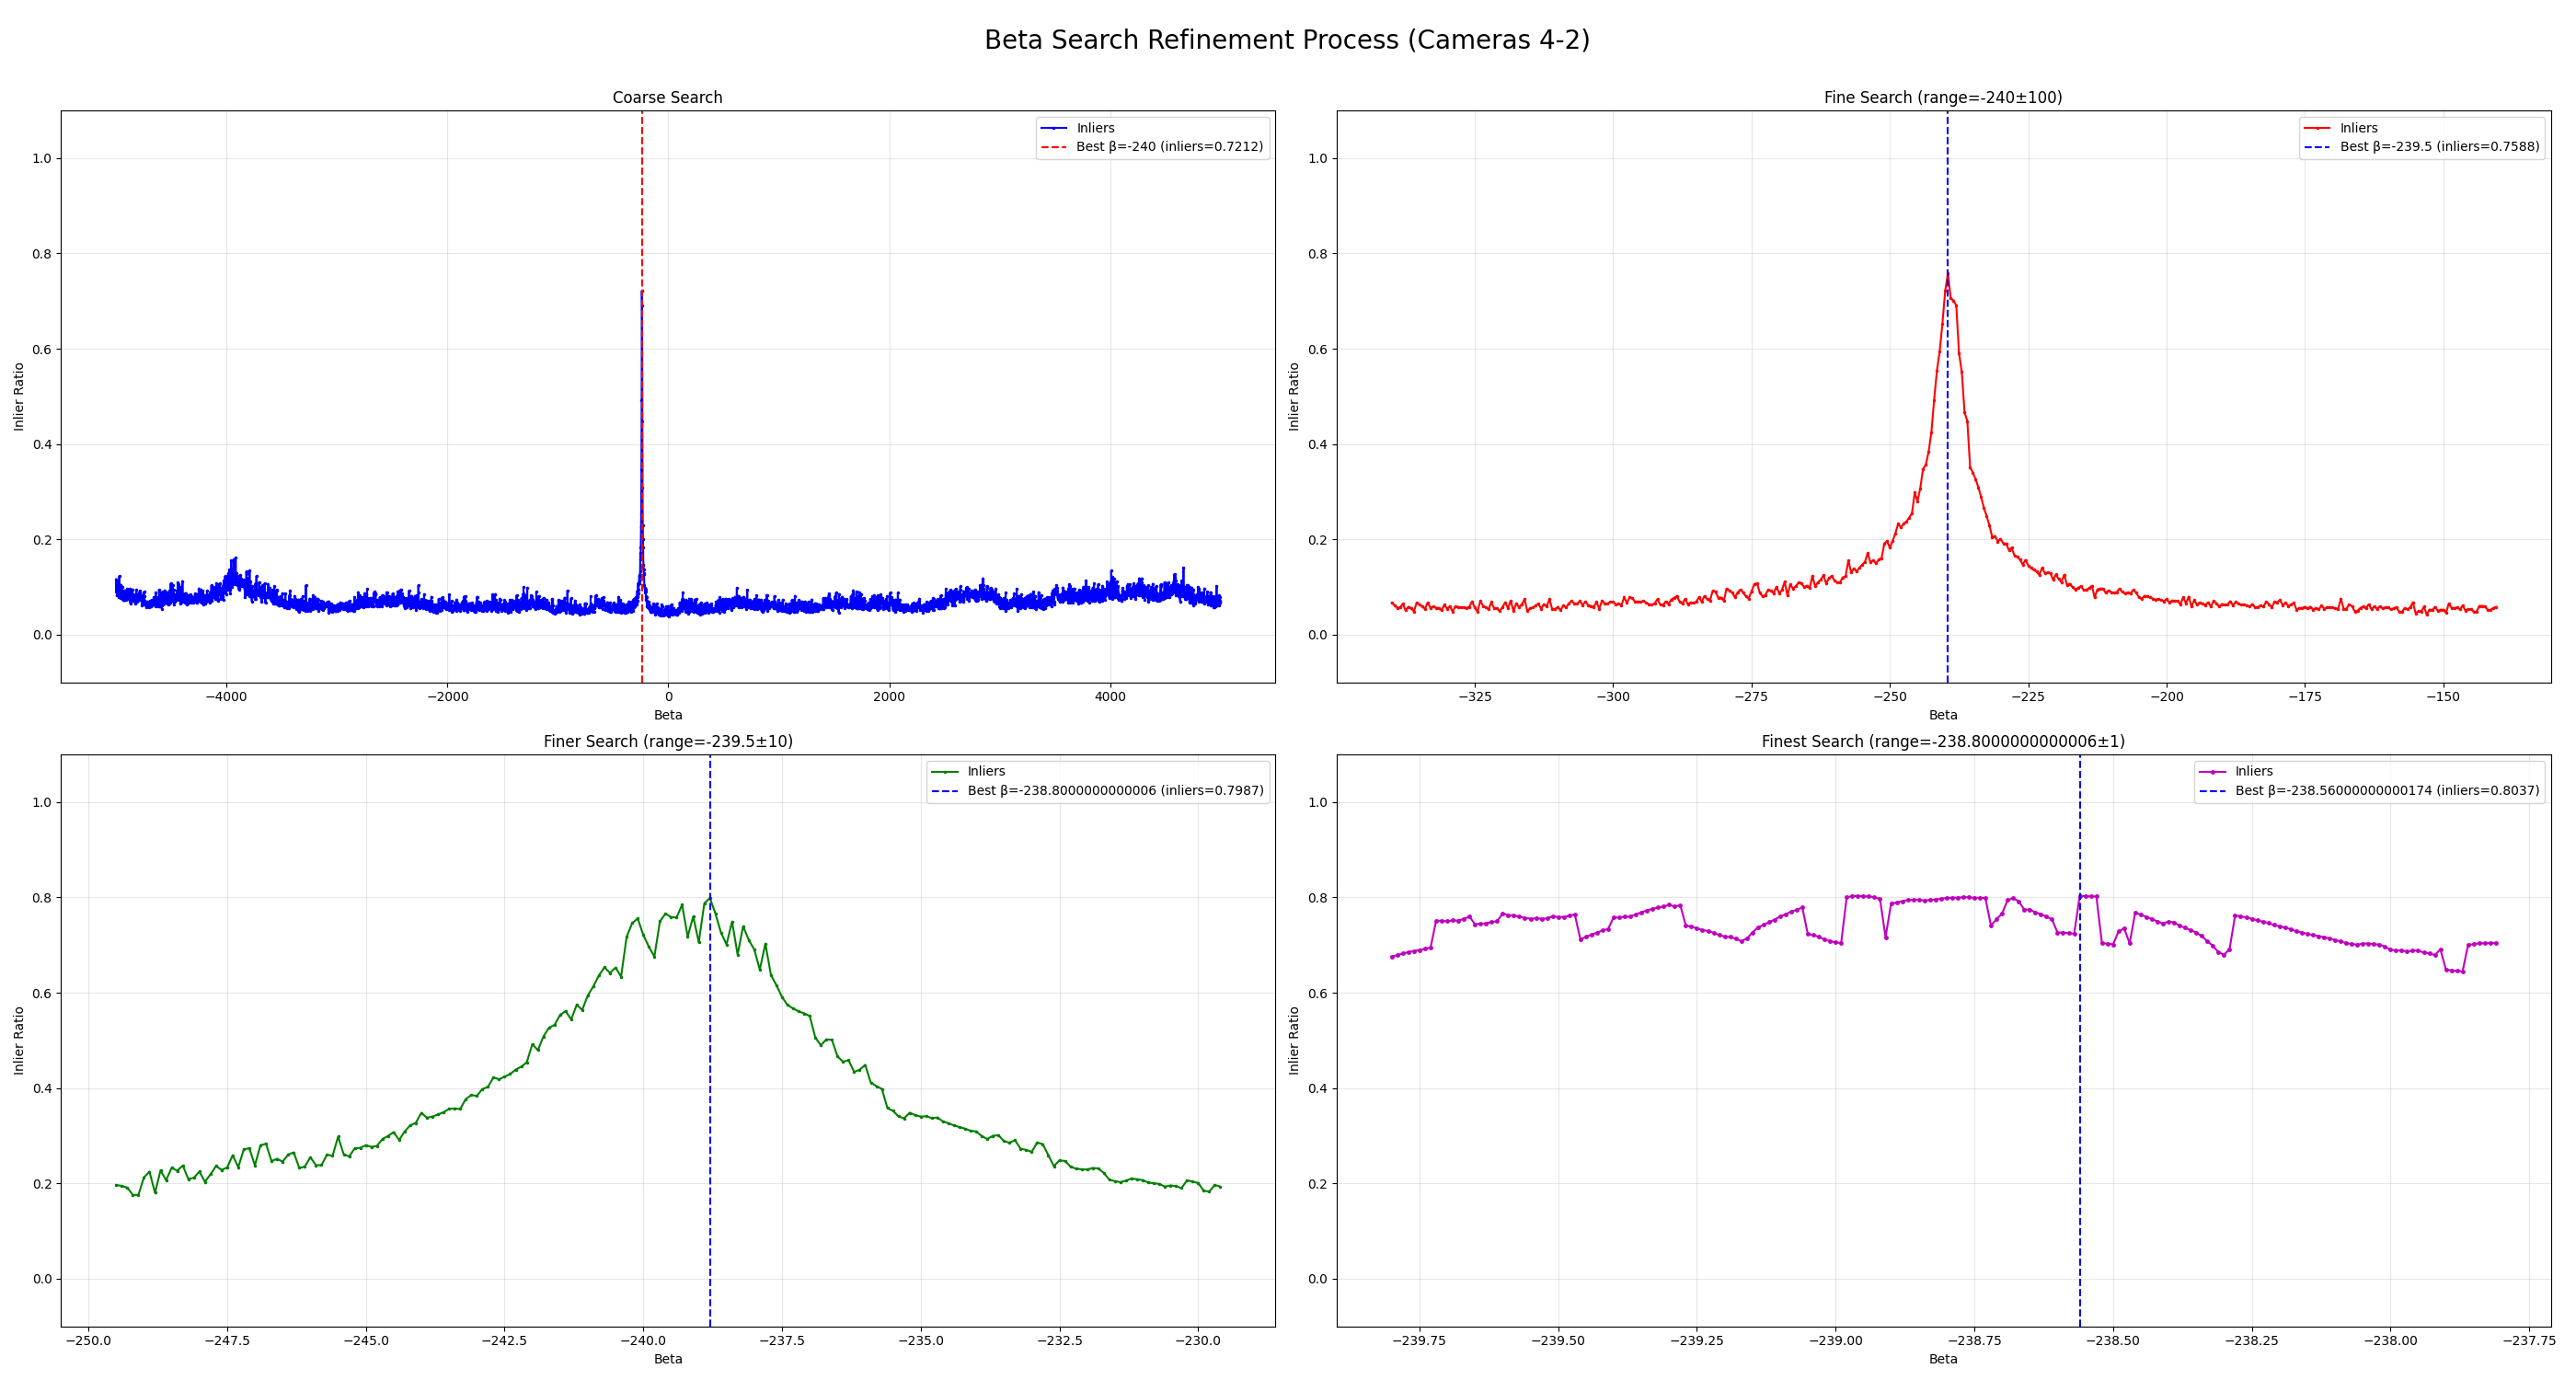 Beta Search Refinement Process (Cameras 4-2)
Coarse Search
Inliers
Best β=-240 (inliers=0.7212)
Inlier Ratio
1.0
0.8
0.6
0.4
0.2
0.0
−4000 −2000 0 2000 4000
Beta
Fine Search (range=-240±100)
Inliers
Best β=-239.5 (inliers=0.7588)
Inlier Ratio
1.0
0.8
0.6
0.4
0.2
0.0
−325 −300 −275 −250 −225 −200 −175 −150
Beta
Finer Search (range=-239.5±10)
Inliers
Best β=-238.8000000000006 (inliers=0.7987)
Inlier Ratio
1.0
0.8
0.6
0.4
0.2
0.0
−250.0 −247.5 −245.0 −242.5 −240.0 −237.5 −235.0 −232.5 −230.0
Beta
Finest Search (range=-238.8000000000006±1)
Inliers
Best β=-238.56000000000174 (inliers=0.8037)
Inlier Ratio
1.0
0.8
0.6
0.4
0.2
0.0
−239.75 −239.50 −239.25 −239.00 −238.75 −238.50 −238.25 −238.00 −237.75
Beta